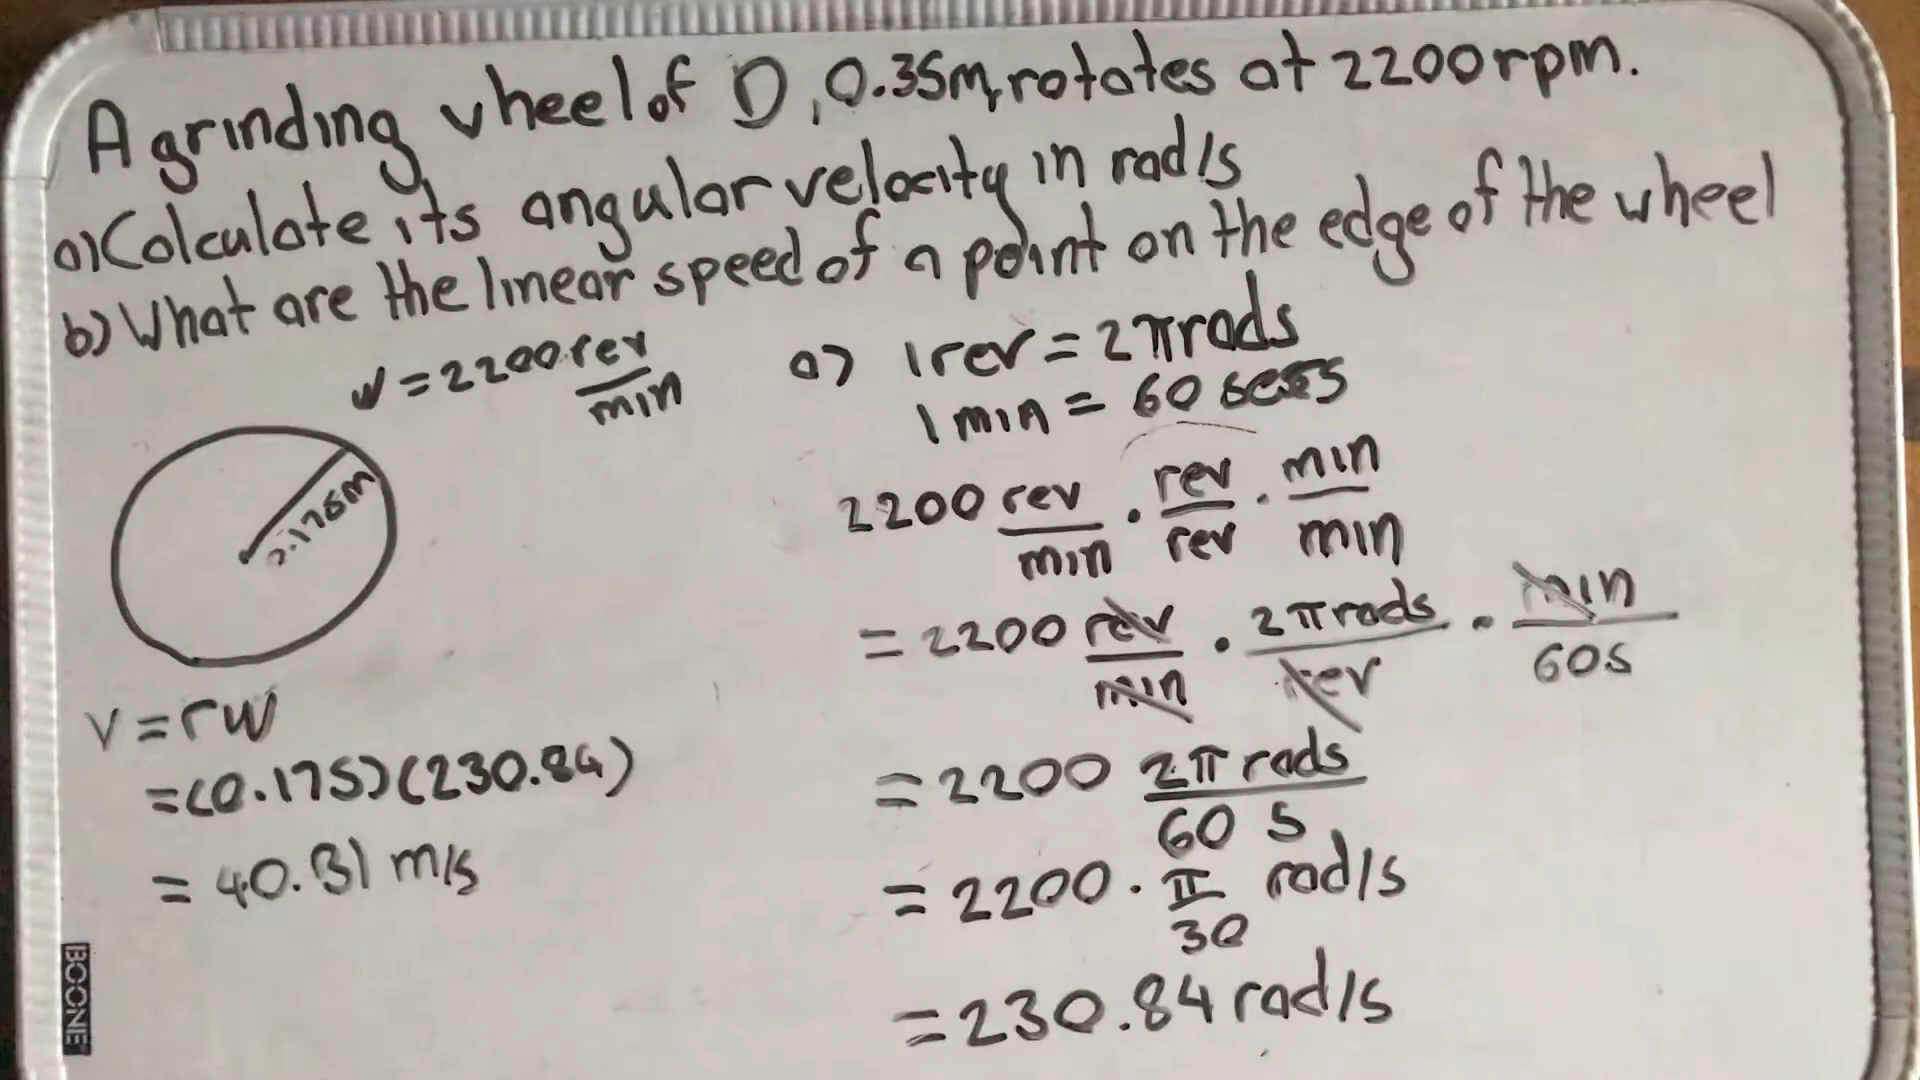 A grinding wheel of D, 0.35m, rotates at 2200rpm.
a) Calculate its angular velocity in rad/s
b) What are the linear speed of a point on the edge of the wheel
w = 2200 rev/min
a) 1 rev = 2π rads
1 min = 60 secs
0.175m
2200 rev/min · rev/rev · min/min
= 2200 rev/min · 2π rads/rev · min/60s
= 2200 2π rads/60 s
= 2200 · π/30 rad/s
= 230.84 rad/s
v = rw
= (0.175)(230.84)
= 40.31 m/s
BOONE